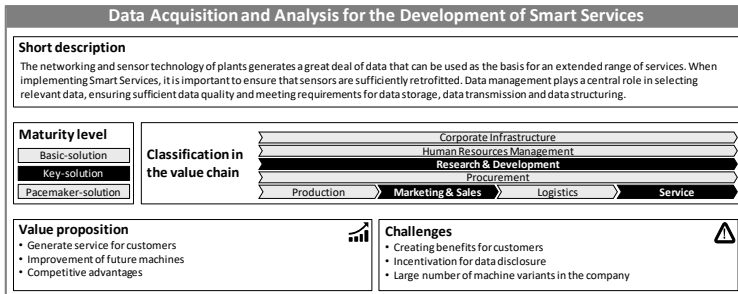 Data Acquisition and Analysis for the Development of Smart Services
Short description
The networking and sensor technology of plants generates a great deal of data that can be used as the basis for an extended range of services. When
implementing Smart Services, it is important to ensure that sensors are sufficiently retrofitted. Data management plays a central role in selecting
relevant data, ensuring sufficient data quality and meeting requirements for data storage, data transmission and data structuring.
Maturity level
Basic-solution
Key-solution
Pacemaker-solution
Classification in
the value chain
Corporate Infrastructure
Human Resources Management
Research & Development
Procurement
Production
Marketing & Sales
Logistics
Service
Value proposition
• Generate service for customers
• Improvement of future machines
• Competitive advantages
Challenges
• Creating benefits for customers
• Incentivation for data disclosure
• Large number of machine variants in the company